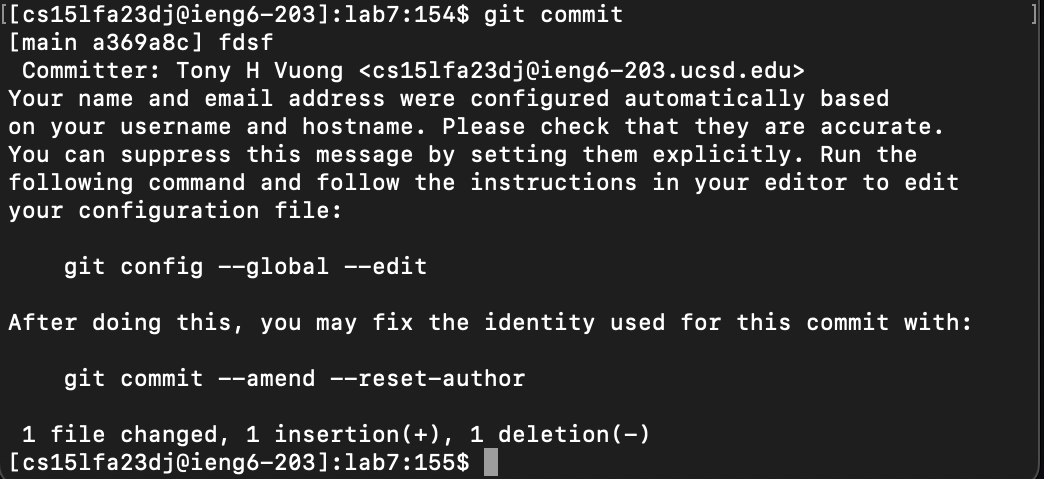 [[cs15lfa23dj@ieng6-203]:lab7:154$ git commit ]
[main a369a8c] fdsf
 Committer: Tony H Vuong <cs15lfa23dj@ieng6-203.ucsd.edu>
Your name and email address were configured automatically based
on your username and hostname. Please check that they are accurate.
You can suppress this message by setting them explicitly. Run the
following command and follow the instructions in your editor to edit
your configuration file:

    git config --global --edit

After doing this, you may fix the identity used for this commit with:

    git commit --amend --reset-author

 1 file changed, 1 insertion(+), 1 deletion(-)
[cs15lfa23dj@ieng6-203]:lab7:155$